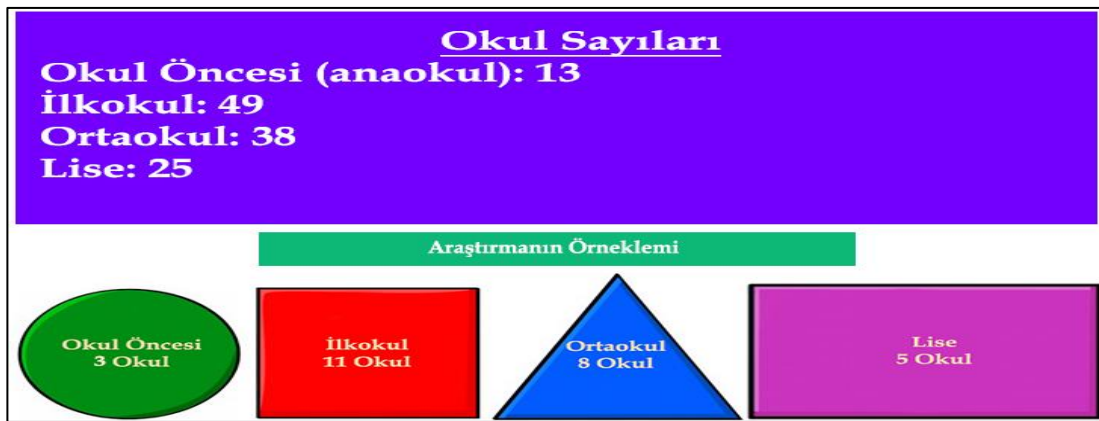 Okul Sayıları
Okul Öncesi (anaokul): 13
İlkokul: 49
Ortaokul: 38
Lise: 25
Araştırmanın Örneklemi
Okul Öncesi
3 Okul
İlkokul
11 Okul
Ortaokul
8 Okul
Lise
5 Okul